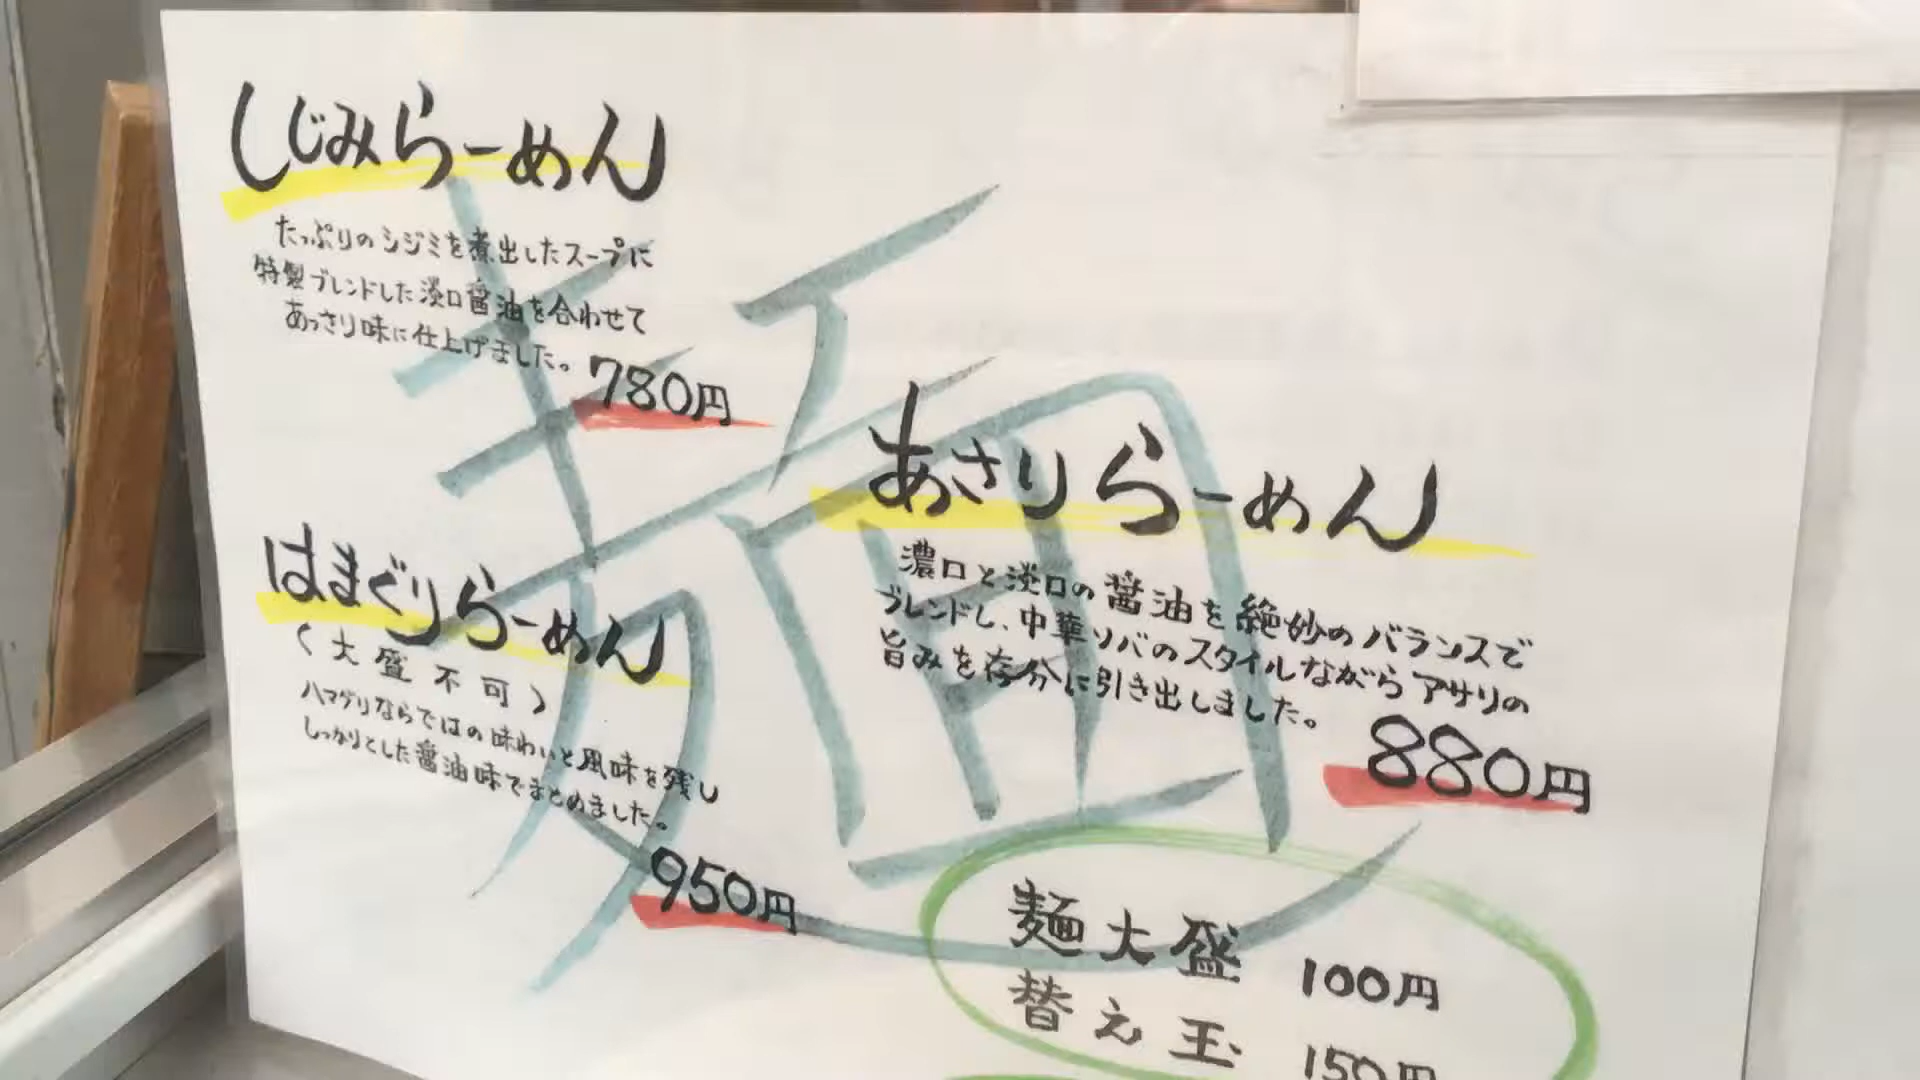 しじみらーめん
たっぷりのシジミを煮出したスープに
特製ブレンドした淡口醤油を合わせて
あっさり味に仕上げました。
780円
はまぐりらーめん
(大盛不可)
ハマグリならではの味わいと風味を残し
しっかりとした醤油味でまとめました。
950円
麺
あさりらーめん
濃口と淡口の醤油を絶妙のバランスで
ブレンドし、中華ソバのスタイルながらアサリの
旨みを存分に引き出しました。
880円
麺大盛 100円
替え玉 150円